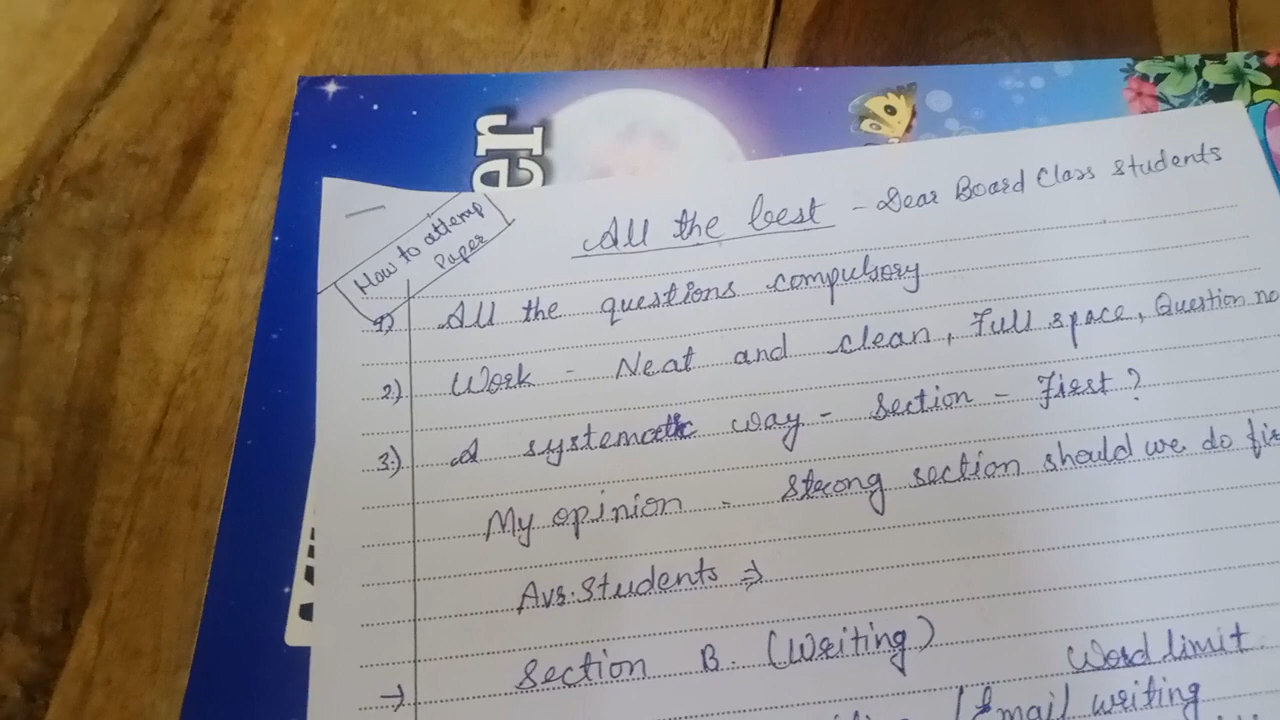 er
How to attemp
Paper
All the best - Dear Board Class students
1) All the questions compulsory
2.) Work - Neat and clean, Full space, Question no
3.) A systematic way - Section - First?
My opinion - Strong section should we do
Avg. Students ⇒
→ Section B. (Writing)
Word limit
(Email writing